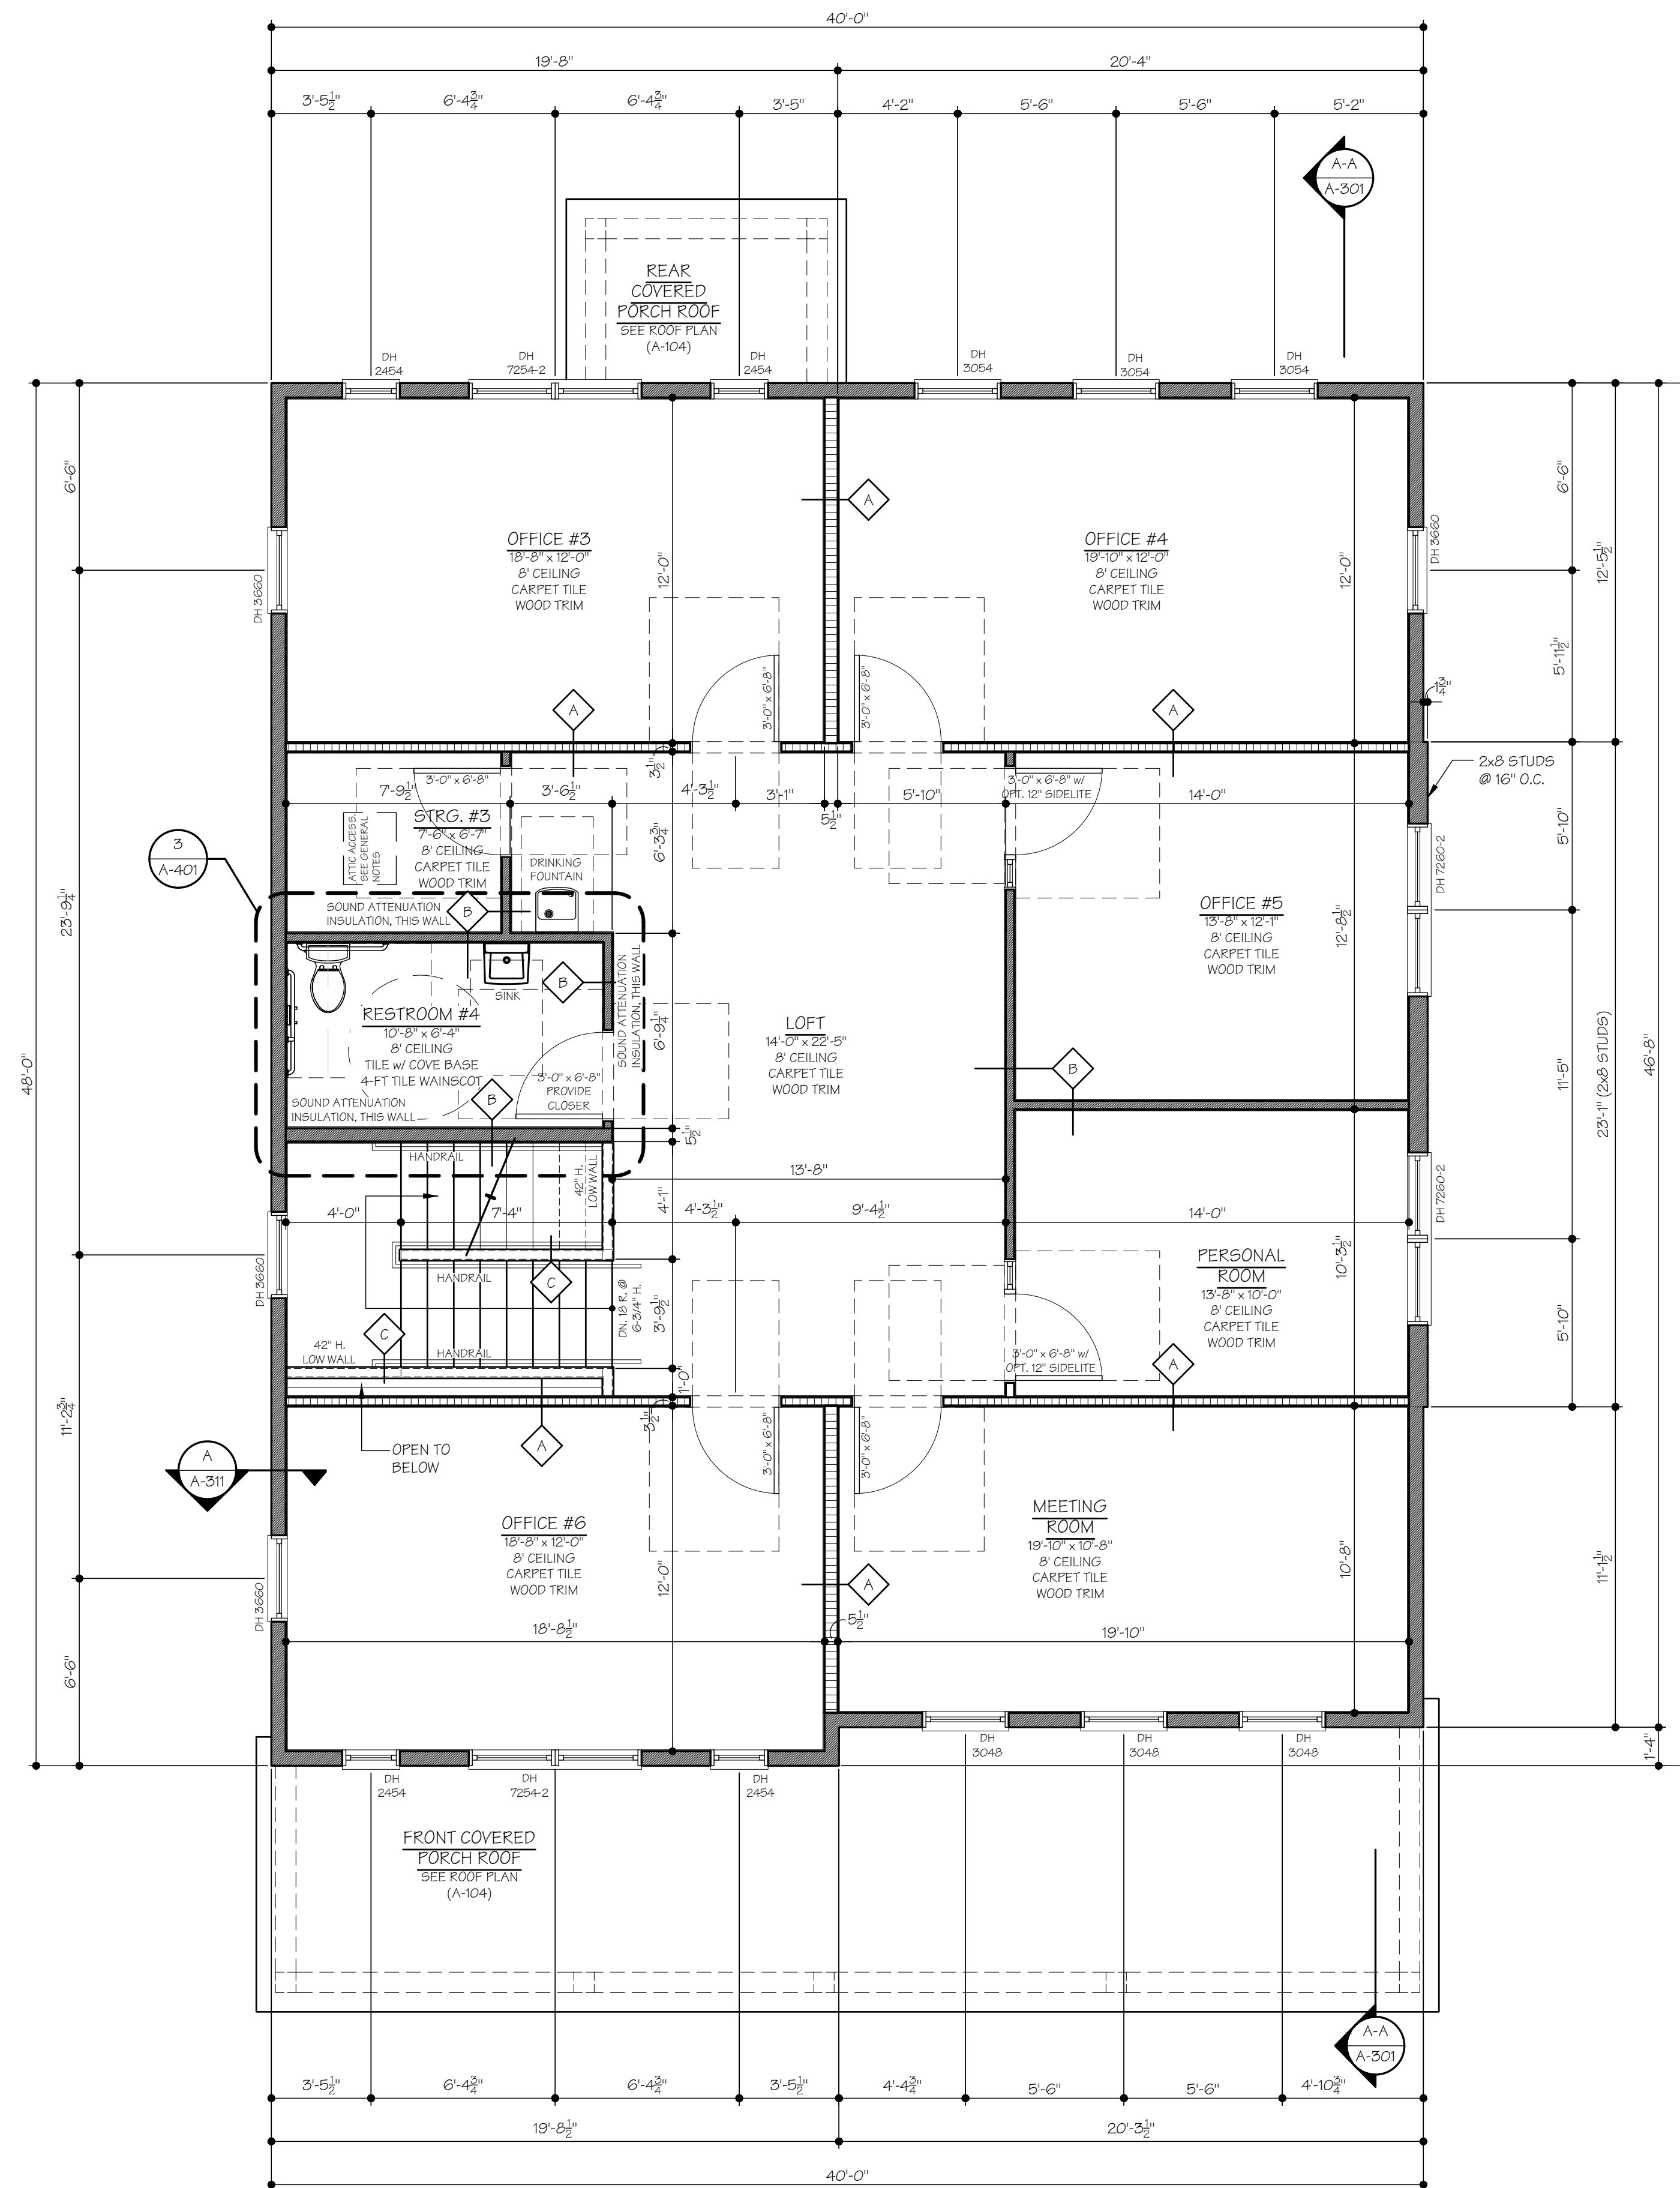 40'-0"
19'-8"
20'-4"
3'-5½"
6'-4¾"
6'-4¾"
3'-5"
4'-2"
5'-6"
5'-6"
5'-2"
A-A
A-301
REAR
COVERED
PORCH ROOF
SEE ROOF PLAN
(A-104)
DH
2454
DH
7254-2
DH
2454
DH
3054
DH
3054
DH
3054
6'-6"
23'-9¼"
11'-2¾"
6'-6"
48'-0"
DH 3660
DH 3660
DH 3660
OFFICE #3
18'-8" x 12'-0"
8' CEILING
CARPET TILE
WOOD TRIM
12'-0"
A
OFFICE #4
19'-10" x 12'-0"
8' CEILING
CARPET TILE
WOOD TRIM
12'-0"
DH 3660
6'-6"
12'-5½"
5'-11½"
1¾"
3'-0" x 6'-8"
3'-0" x 6'-8"
A
A
3½"
2x8 STUDS
@ 16" O.C.
3'-0" x 6'-8"
7'-9½"
3'-6½"
4'-3½"
3'-1"
5½"
5'-10"
3'-0" x 6'-8" w/
OPT. 12" SIDELITE
14'-0"
5'-10"
3
A-401
ATTIC ACCESS.
SEE GENERAL
NOTES
STRG. #3
7'-6" x 6'-7"
8' CEILING
CARPET TILE
WOOD TRIM
6'-3¾"
DRINKING
FOUNTAIN
SOUND ATTENUATION
INSULATION, THIS WALL
B
DH 7260-2
OFFICE #5
13'-8" x 12'-1"
8' CEILING
CARPET TILE
WOOD TRIM
12'-8½"
SINK
B
SOUND ATTENUATION
INSULATION, THIS WALL
RESTROOM #4
10'-8" x 6'-4"
8' CEILING
TILE w/ COVE BASE
4-FT TILE WAINSCOT
6'-9¼"
3'-0" x 6'-8"
PROVIDE
CLOSER
SOUND ATTENUATION
INSULATION, THIS WALL
B
LOFT
14'-0" x 22'-5"
8' CEILING
CARPET TILE
WOOD TRIM
B
11'-5"
23'-1" (2x8 STUDS)
46'-8"
5½"
HANDRAIL
42" H.
LOW WALL
13'-8"
4'-1"
4'-0"
7'-4"
4'-3½"
9'-4½"
14'-0"
DH 7260-2
HANDRAIL
C
DN. 18 R. @
6-3/4" H.
3'-9½"
PERSONAL
ROOM
13'-8" x 10'-0"
8' CEILING
CARPET TILE
WOOD TRIM
10'-3½"
5'-10"
C
42" H.
LOW WALL
HANDRAIL
3'-0" x 6'-8" w/
OPT. 12" SIDELITE
A
1'-0"
3½"
OPEN TO
BELOW
A
3'-0" x 6'-8"
3'-0" x 6'-8"
A
A-311
OFFICE #6
18'-8" x 12'-0"
8' CEILING
CARPET TILE
WOOD TRIM
12'-0"
A
MEETING
ROOM
19'-10" x 10'-8"
8' CEILING
CARPET TILE
WOOD TRIM
10'-8"
11'-1½"
18'-8½"
5½"
19'-10"
1'-4"
DH
2454
DH
7254-2
DH
2454
DH
3048
DH
3048
DH
3048
FRONT COVERED
PORCH ROOF
SEE ROOF PLAN
(A-104)
A-A
A-301
3'-5½"
6'-4¾"
6'-4¾"
3'-5½"
4'-4¾"
5'-6"
5'-6"
4'-10¾"
19'-8½"
20'-3½"
40'-0"